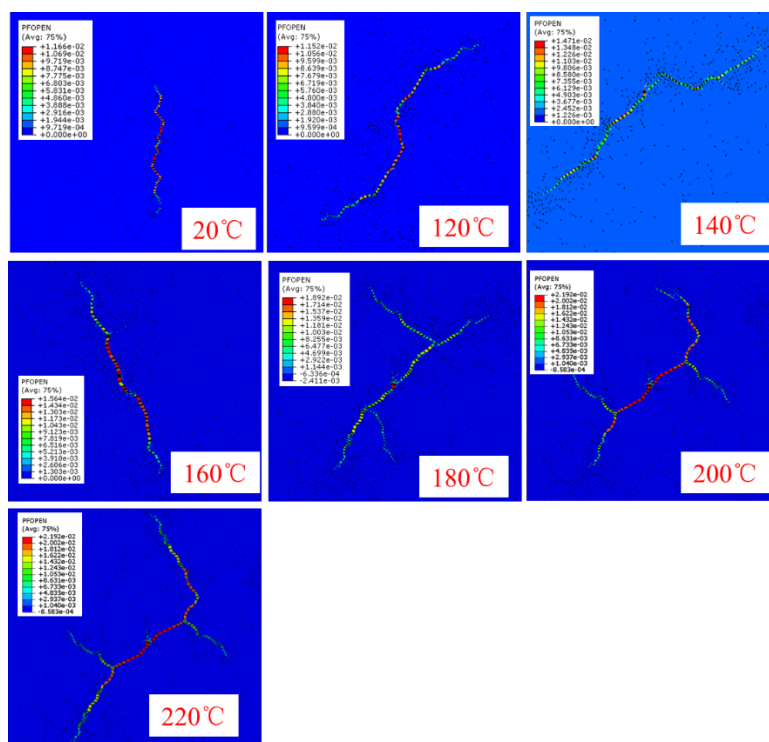 PFOPEN
(Avg: 75%)
+1.166e-02
+1.069e-02
+9.719e-03
+8.747e-03
+7.775e-03
+6.803e-03
+5.831e-03
+4.860e-03
+3.888e-03
+2.916e-03
+1.944e-03
+9.719e-04
+0.000e+00
20℃
PFOPEN
(Avg: 75%)
+1.152e-02
+1.056e-02
+9.599e-03
+8.639e-03
+7.679e-03
+6.719e-03
+5.760e-03
+4.800e-03
+3.840e-03
+2.880e-03
+1.920e-03
+9.599e-04
+0.000e+00
120℃
PFOPEN
(Avg: 75%)
+1.471e-02
+1.348e-02
+1.226e-02
+1.103e-02
+9.806e-03
+8.580e-03
+7.355e-03
+6.129e-03
+4.903e-03
+3.677e-03
+2.452e-03
+1.226e-03
+0.000e+00
140℃
PFOPEN
(Avg: 75%)
+1.564e-02
+1.434e-02
+1.303e-02
+1.173e-02
+1.043e-02
+9.123e-03
+7.819e-03
+6.516e-03
+5.213e-03
+3.910e-03
+2.606e-03
+1.303e-03
+0.000e+00
160℃
PFOPEN
(Avg: 75%)
+1.892e-02
+1.714e-02
+1.537e-02
+1.359e-02
+1.181e-02
+1.003e-02
+8.255e-03
+6.477e-03
+4.699e-03
+2.922e-03
+1.144e-03
-6.336e-04
-2.411e-03
180℃
PFOPEN
(Avg: 75%)
+2.192e-02
+2.002e-02
+1.812e-02
+1.622e-02
+1.432e-02
+1.243e-02
+1.053e-02
+8.631e-03
+6.733e-03
+4.835e-03
+2.937e-03
+1.040e-03
-8.583e-04
200℃
PFOPEN
(Avg: 75%)
+2.192e-02
+2.002e-02
+1.812e-02
+1.622e-02
+1.432e-02
+1.243e-02
+1.053e-02
+8.631e-03
+6.733e-03
+4.835e-03
+2.937e-03
+1.040e-03
-8.583e-04
220℃